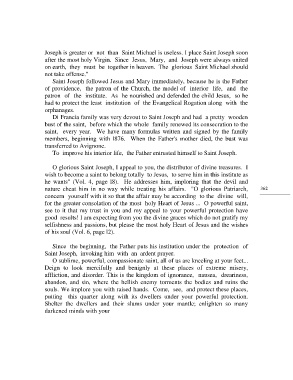 Joseph is greater or not than Saint Michael is useless. I place Saint Joseph soon
after the most holy Virgin. Since Jesus, Mary, and Joseph were always united
on earth, they must be together in heaven. The glorious Saint Michael should
not take offense."
Saint Joseph followed Jesus and Mary immediately, because he is the Father
of providence, the patron of the Church, the model of interior life, and the
patron of the institute. As he nourished and defended the child Jesus, so he
had to protect the least institution of the Evangelical Rogation along with the
orphanages.
Di Francia family was very devout to Saint Joseph and had a pretty wooden
bust of the saint, before which the whole family renewed its consecration to the
saint, every year. We have many formulas written and signed by the family
members, beginning with 1876. When the Father's mother died, the bust was
transferred to Avignone.
To improve his interior life, the Father entrusted himself to Saint Joseph.
O glorious Saint Joseph, I appeal to you, the distributor of divine treasures. I
wish to become a saint to belong totally to Jesus, to serve him in this institute as
he wants" (Vol. 4, page 18). He addresses him, imploring that the devil and
nature cheat him in no way while treating his affairs. "O glorious Patriarch,
concern yourself with it so that the affair may be according to the divine will,
for the greater consolation of the most holy Heart of Jesus ... O powerful saint,
see to it that my trust in you and my appeal to your powerful protection have
good results! I am expecting from you the divine graces which do not gratify my
selfishness and passions, but please the most holy Heart of Jesus and the wishes
of his soul (Vol. 6, page 12).
162
Since the beginning, the Father puts his institution under the protection of
Saint Joseph, invoking him with an ardent prayer.
O sublime, powerful, compassionate saint, all of us are kneeling at your feet...
Deign to look mercifully and benignly at these places of extreme misery,
affliction, and disorder. This is the kingdom of ignorance, nature, dreariness,
abandon, and sin, where the hellish enemy torments the bodies and ruins the
souls. We implore you with raised hands. Come, see, and protect these places,
putting this quarter along with its dwellers under your powerful protection.
Shelter the dwellers and their slums under your mantle; enlighten so many
darkened minds with your